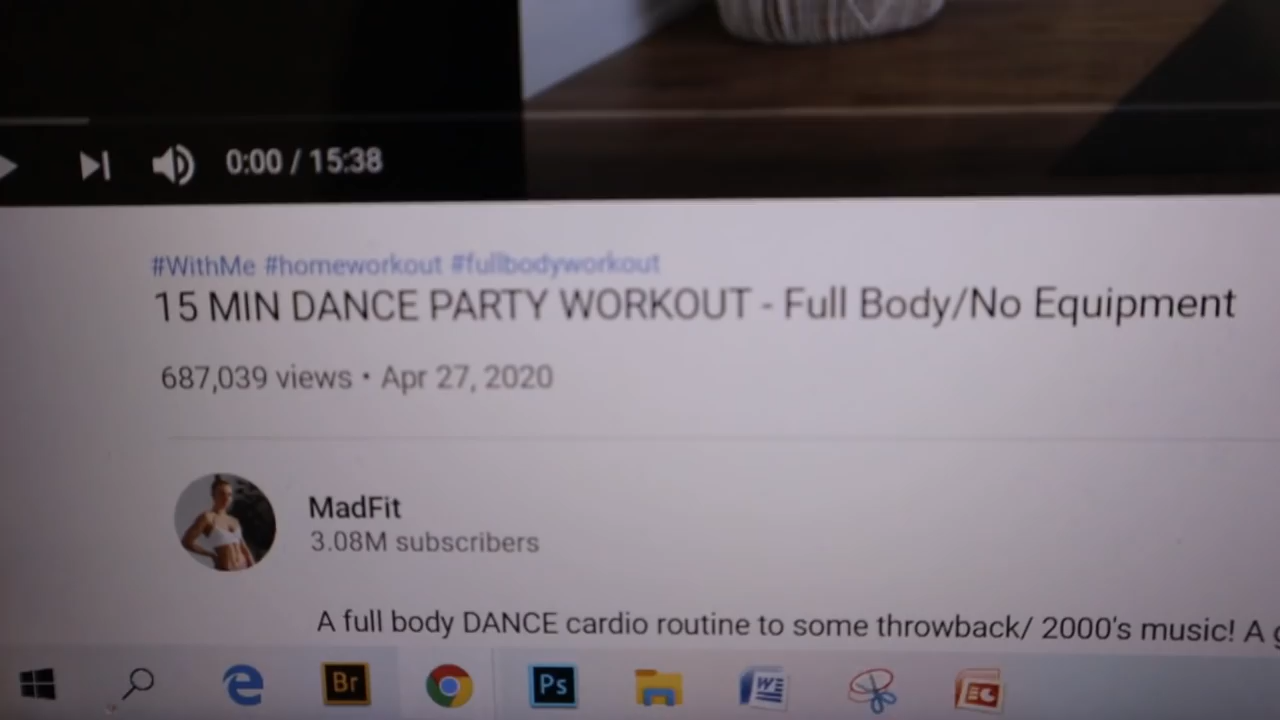 0:00 / 15:38
#WithMe #homeworkout #fullbodyworkout
15 MIN DANCE PARTY WORKOUT - Full Body/No Equipment
687,039 views • Apr 27, 2020
MadFit
3.08M subscribers
A full body DANCE cardio routine to some throwback/ 2000's music! A
Br Ps W